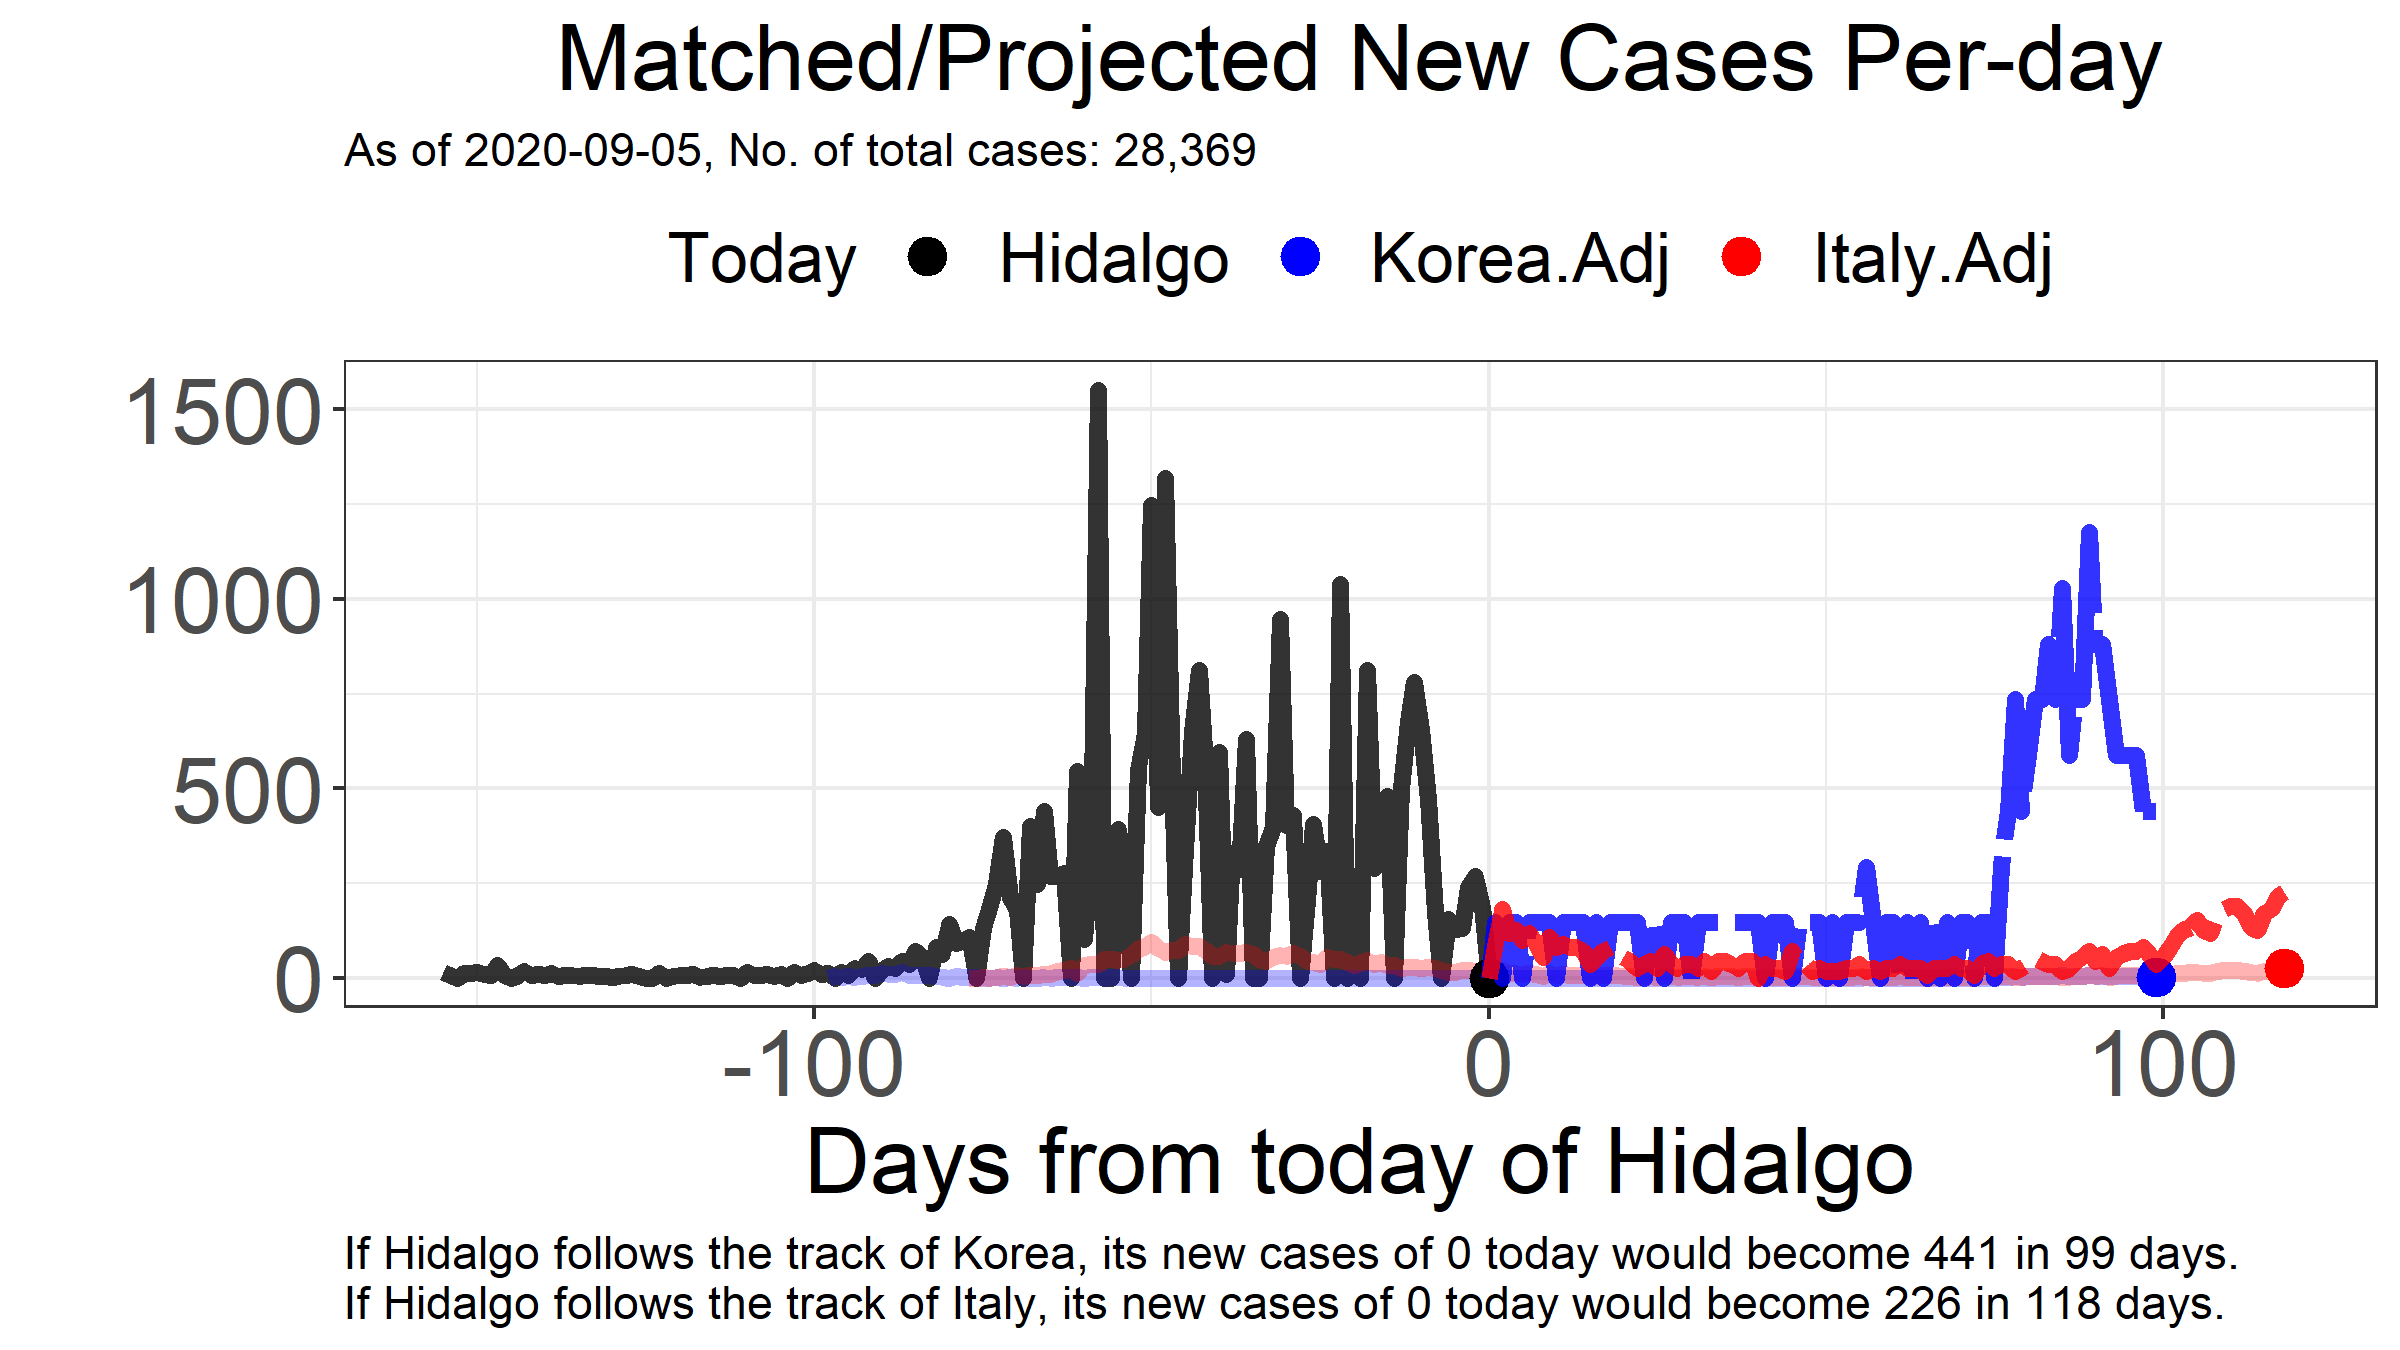 Matched/Projected New Cases Per-day
As of 2020-09-05, No. of total cases: 28,369
Today Hidalgo Korea.Adj Italy.Adj
1500
1000
500
0
-100 0 100
Days from today of Hidalgo
If Hidalgo follows the track of Korea, its new cases of 0 today would become 441 in 99 days.
If Hidalgo follows the track of Italy, its new cases of 0 today would become 226 in 118 days.